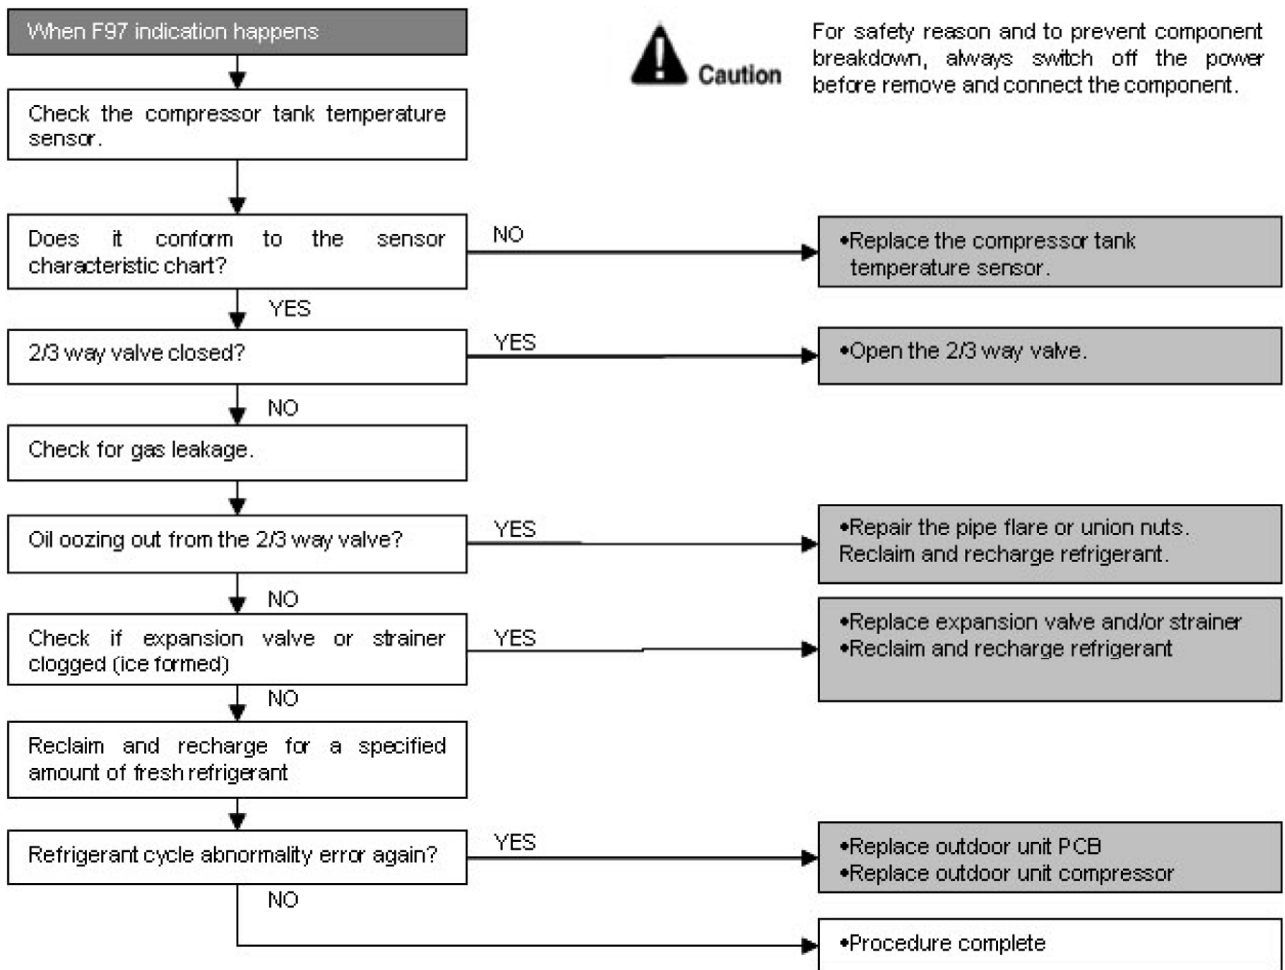 When F97 indication happens
Caution
For safety reason and to prevent component
breakdown, always switch off the power
before remove and connect the component.
Check the compressor tank temperature
sensor.
Does it conform to the sensor
characteristic chart?
NO
•Replace the compressor tank
temperature sensor.
YES
2/3 way valve closed?
YES
•Open the 2/3 way valve.
NO
Check for gas leakage.
Oil oozing out from the 2/3 way valve?
YES
•Repair the pipe flare or union nuts.
Reclaim and recharge refrigerant.
NO
Check if expansion valve or strainer
clogged (ice formed)
YES
•Replace expansion valve and/or strainer
•Reclaim and recharge refrigerant
NO
Reclaim and recharge for a specified
amount of fresh refrigerant
Refrigerant cycle abnormality error again?
YES
•Replace outdoor unit PCB
•Replace outdoor unit compressor
NO
•Procedure complete